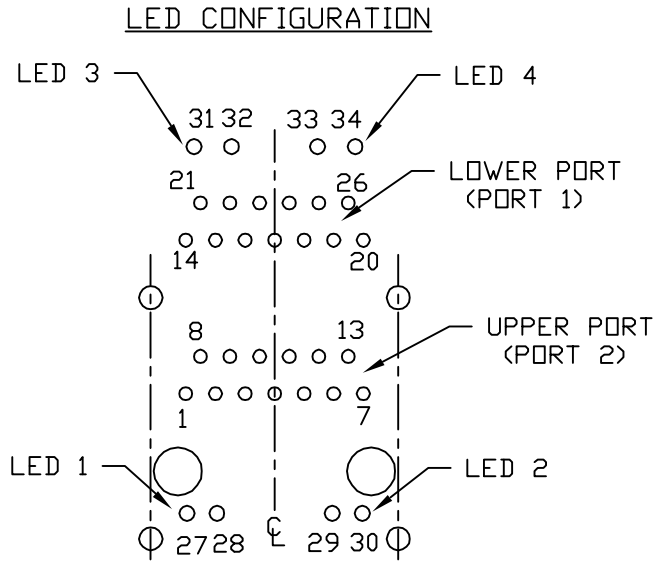 LED CONFIGURATION
LED 3
LED 4
31 32 33 34
21 26
LOWER PORT
(PORT 1)
14 20
8 13
UPPER PORT
(PORT 2)
1 7
LED 1
LED 2
27 28 29 30
CL